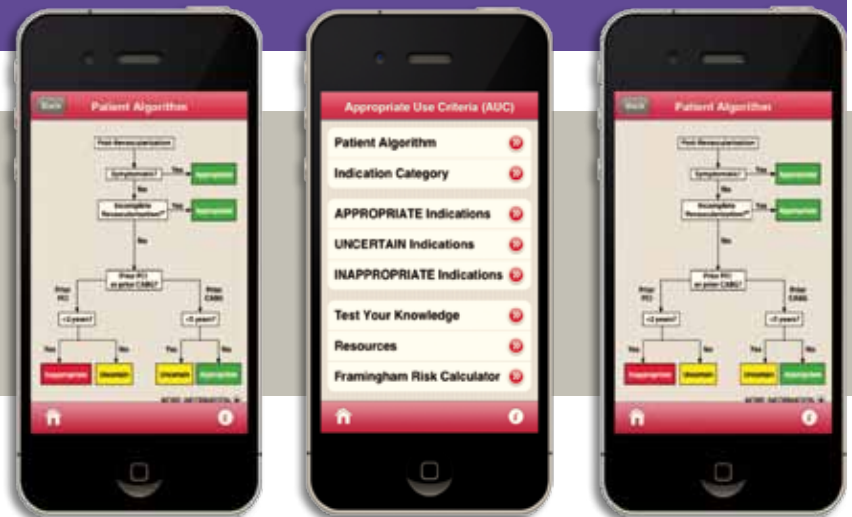 Back
Patient Algorithm
Post-Revascularization
Symptomatic?
Yes
Appropriate
No
Incomplete
Revascularization?*
Yes
Appropriate
No
Prior PCI
or prior CABG?
Prior
PCI
Prior
CABG
<2 years?
<5 years?
Yes
No
Yes
No
Inappropriate
Uncertain
Uncertain
Appropriate
MORE INFORMATION
Appropriate Use Criteria (AUC)
Patient Algorithm
Indication Category
APPROPRIATE Indications
UNCERTAIN Indications
INAPPROPRIATE Indications
Test Your Knowledge
Resources
Framingham Risk Calculator
Back
Patient Algorithm
Post-Revascularization
Symptomatic?
Yes
Appropriate
No
Incomplete
Revascularization?*
Yes
Appropriate
No
Prior PCI
or prior CABG?
Prior
PCI
Prior
CABG
<2 years?
<5 years?
Yes
No
Yes
No
Inappropriate
Uncertain
Uncertain
Appropriate
MORE INFORMATION